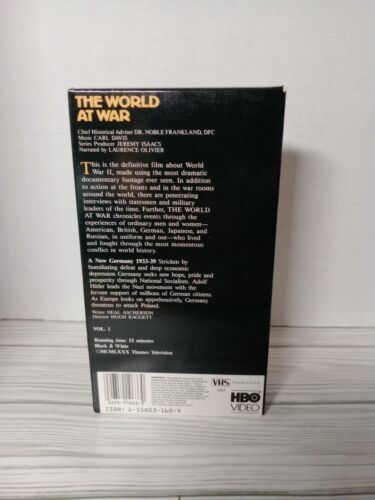 THE WORLD
AT WAR
Chief Historical Adviser DR. NOBLE FRANKLAND, DFC
Music CARL DAVIS
Series Producer JEREMY ISAACS
Narrated by LAURENCE OLIVIER
This is the definitive film about World
War II, made using the most dramatic
documentary footage ever seen. In addition
to action at the fronts and in the war rooms
around the world, there are penetrating
interviews with statesmen and military
leaders of the time. Further, THE WORLD
AT WAR chronicles events through the
experiences of ordinary men and women—
American, British, German, Japanese, and
Russian, in uniform and out—who lived
and fought through the most momentous
conflict in world history.
A New Germany 1933-39 Stricken by
humiliating defeat and deep economic
depression Germany seeks new hope, pride and
prosperity through National Socialism. Adolf
Hitler leads the Nazi movement with the
fervent support of millions of German citizens.
As Europe looks on apprehensively, Germany
threatens to attack Poland.
Writer NEAL ASCHERSON
Director HUGH RAGGETT
VOL. 1
Running time: 52 minutes
Black & White
©MCMLXXX Thames Television
VHS
HBO
VIDEO
ISBN: 1-55603-160-X